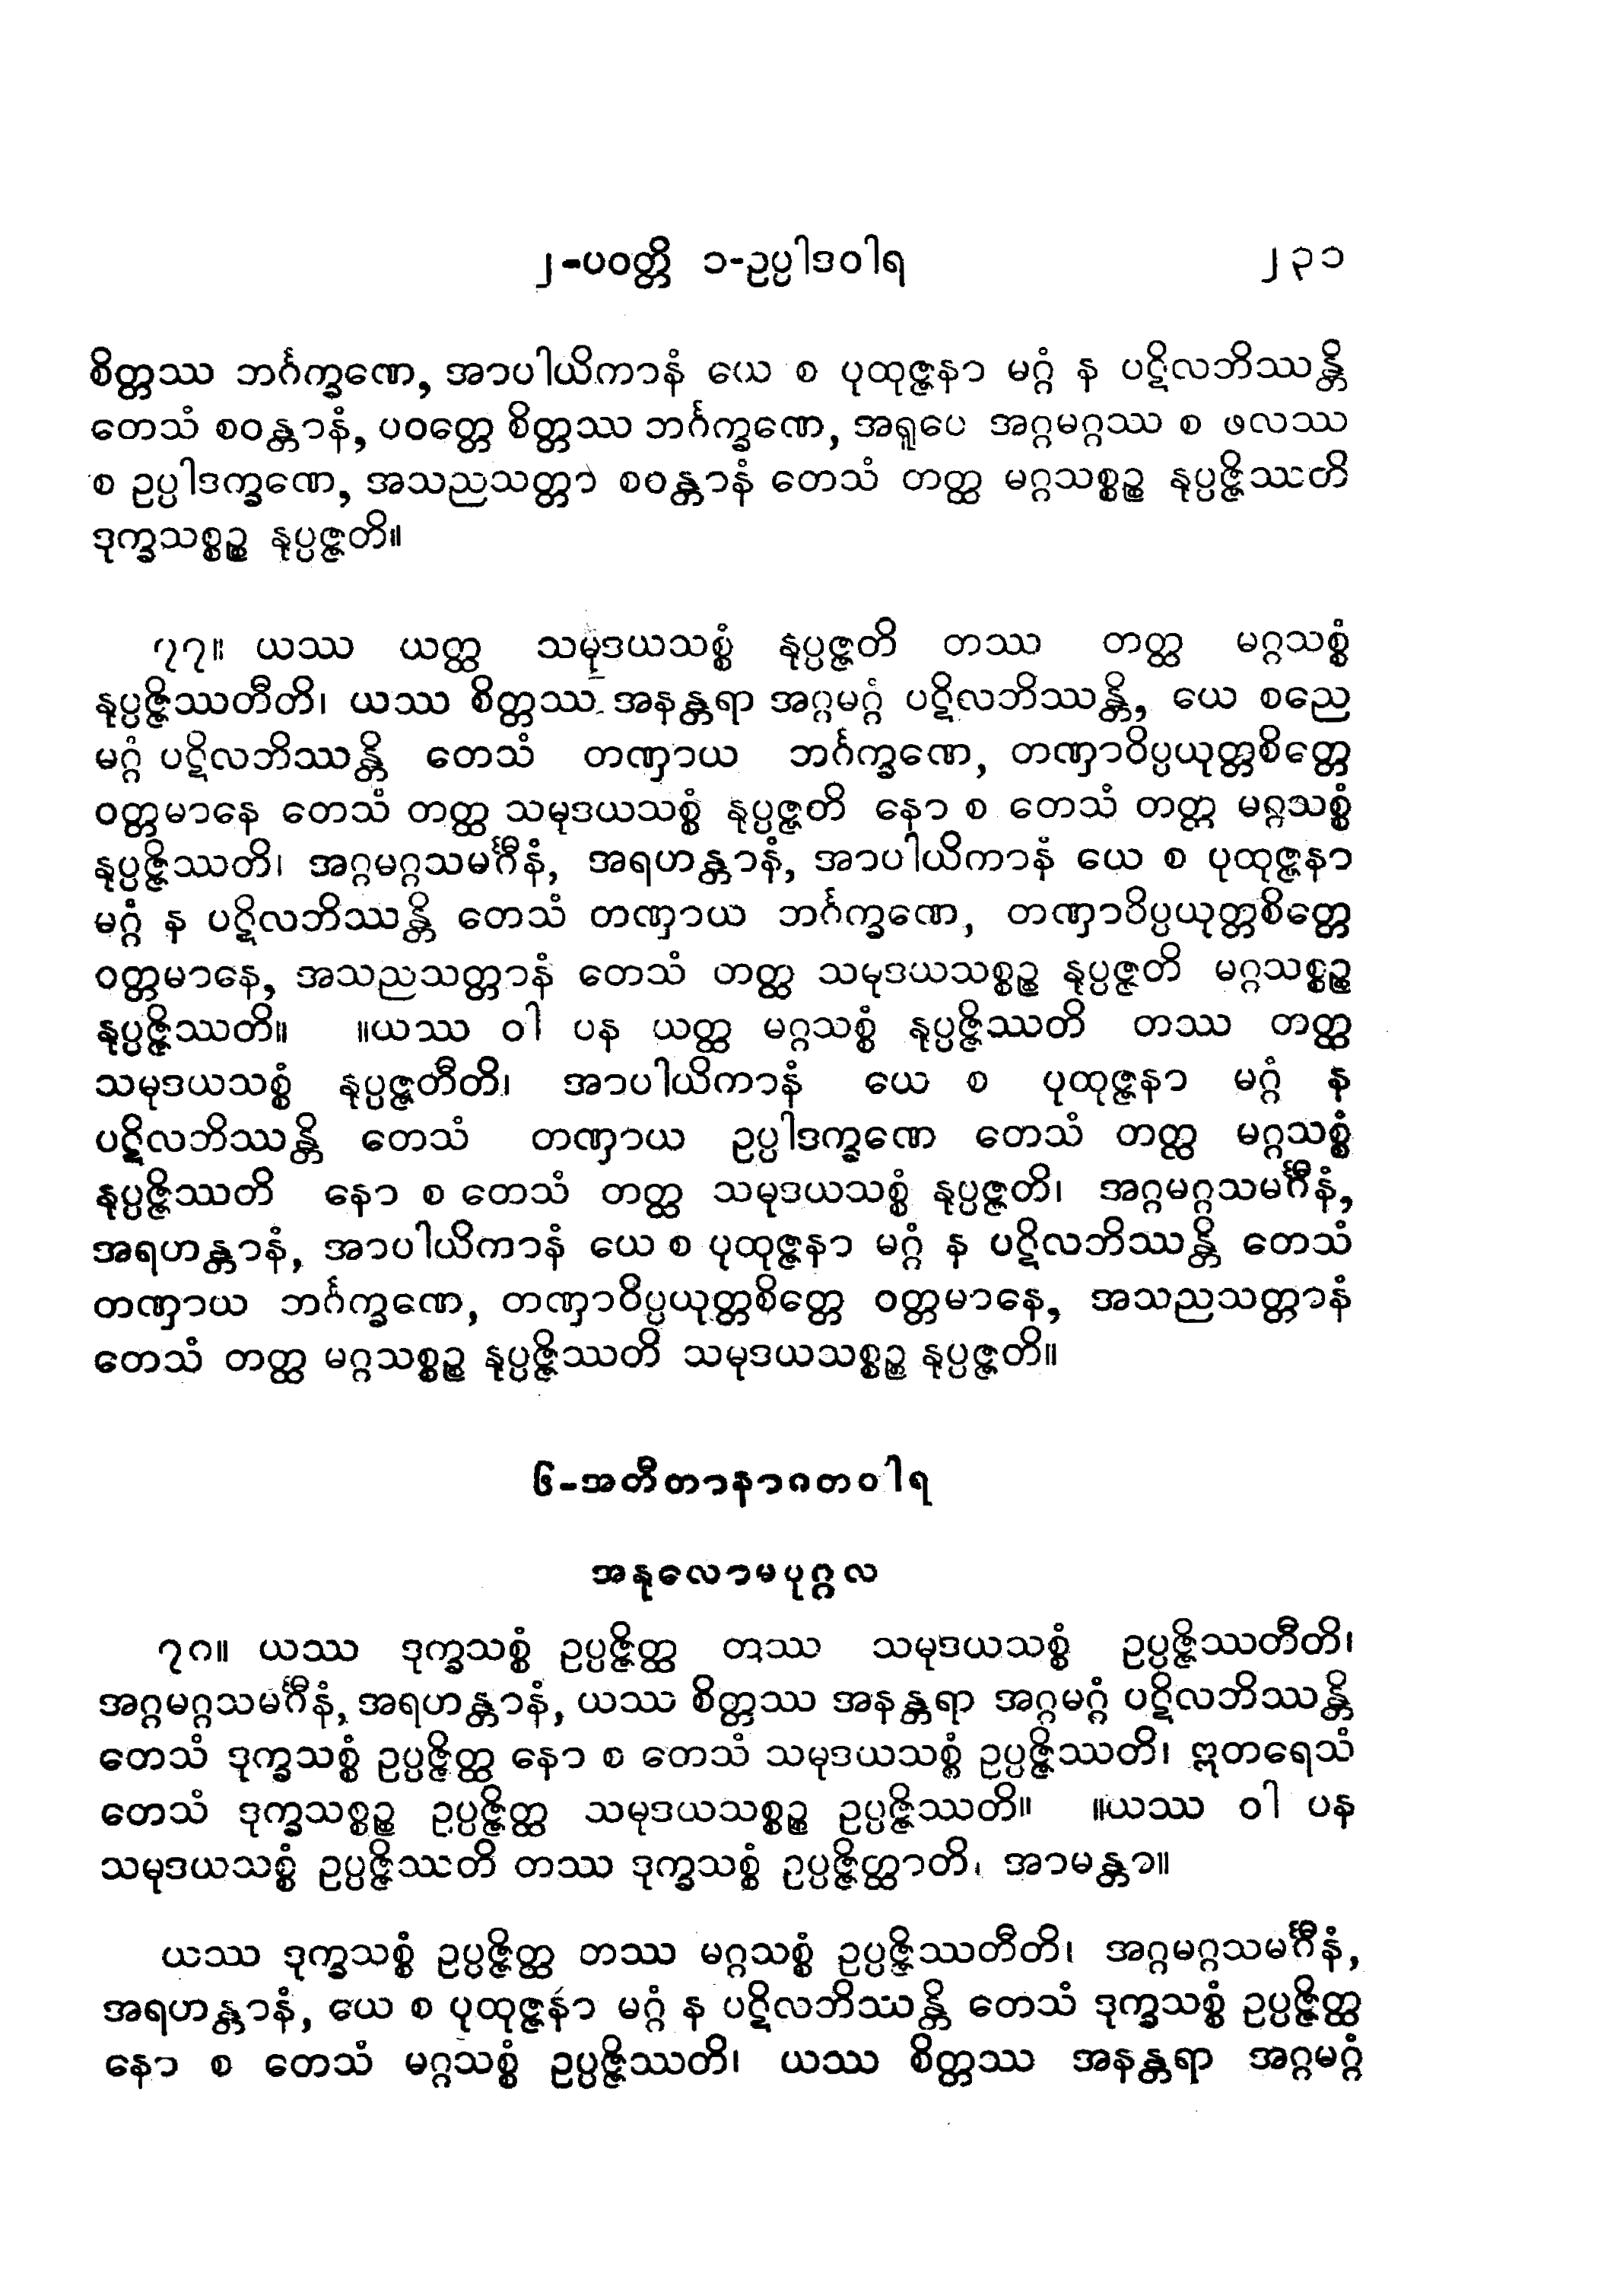 ၂-ပဝတ္တိ ၁-ဥပ္ပါဒဝါရ ၂၃၁
စိတ္တဿ ဘင်္ဂက္ခဏေ, အာပါယိကာနံ ယေ စ ပုထုဇ္ဇနာ မဂ္ဂံ န ပဋိလဘိဿန္တိ
တေသံ စဝန္တာနံ, ပဝတ္တေ စိတ္တဿ ဘင်္ဂက္ခဏေ, အရူပေ အဂ္ဂမဂ္ဂဿ စ ဖလဿ
စ ဥပ္ပါဒက္ခဏေ, အသညသတ္တာ စဝန္တာနံ တေသံ တတ္ထ မဂ္ဂသစ္စဉ္စ နုပ္ပဇ္ဇိဿတိ
ဒုက္ခသစ္စဉ္စ နုပ္ပဇ္ဇတိ။
၇၇။ ယဿ ယတ္ထ သမုဒယသစ္စံ နုပ္ပဇ္ဇတိ တဿ တတ္ထ မဂ္ဂသစ္စံ
နုပ္ပဇ္ဇိဿတီတိ၊ ယဿ စိတ္တဿ အနန္တရာ အဂ္ဂမဂ္ဂံ ပဋိလဘိဿန္တိ, ယေ စညေ
မဂ္ဂံ ပဋိလဘိဿန္တိ တေသံ တဏှာယ ဘင်္ဂက္ခဏေ, တဏှာဝိပ္ပယုတ္တစိတ္တေ
ဝတ္တမာနေ တေသံ တတ္ထ သမုဒယသစ္စံ နုပ္ပဇ္ဇတိ နော စ တေသံ တတ္ထ မဂ္ဂသစ္စံ
နုပ္ပဇ္ဇိဿတိ၊ အဂ္ဂမဂ္ဂသမင်္ဂီနံ, အရဟန္တာနံ, အာပါယိကာနံ ယေ စ ပုထုဇ္ဇနာ
မဂ္ဂံ န ပဋိလဘိဿန္တိ တေသံ တဏှာယ ဘင်္ဂက္ခဏေ, တဏှာဝိပ္ပယုတ္တစိတ္တေ
ဝတ္တမာနေ, အသညသတ္တာနံ တေသံ တတ္ထ သမုဒယသစ္စဉ္စ နုပ္ပဇ္ဇတိ မဂ္ဂသစ္စဉ္စ
နုပ္ပဇ္ဇိဿတိ။ ။ယဿ ဝါ ပန ယတ္ထ မဂ္ဂသစ္စံ နုပ္ပဇ္ဇိဿတိ တဿ တတ္ထ
သမုဒယသစ္စံ နုပ္ပဇ္ဇတီတိ၊ အာပါယိကာနံ ယေ စ ပုထုဇ္ဇနာ မဂ္ဂံ န
ပဋိလဘိဿန္တိ တေသံ တဏှာယ ဥပ္ပါဒက္ခဏေ တေသံ တတ္ထ မဂ္ဂသစ္စံ
နုပ္ပဇ္ဇိဿတိ နော စ တေသံ တတ္ထ သမုဒယသစ္စံ နုပ္ပဇ္ဇတိ၊ အဂ္ဂမဂ္ဂသမင်္ဂီနံ,
အရဟန္တာနံ, အာပါယိကာနံ ယေ စ ပုထုဇ္ဇနာ မဂ္ဂံ န ပဋိလဘိဿန္တိ တေသံ
တဏှာယ ဘင်္ဂက္ခဏေ, တဏှာဝိပ္ပယုတ္တစိတ္တေ ဝတ္တမာနေ, အသညသတ္တာနံ
တေသံ တတ္ထ မဂ္ဂသစ္စဉ္စ နုပ္ပဇ္ဇိဿတိ သမုဒယသစ္စဉ္စ နုပ္ပဇ္ဇတိ။
၆-အတီတာနာဂတဝါရ
အနုလောမပုဂ္ဂလ
၇၈။ ယဿ ဒုက္ခသစ္စံ ဥပ္ပဇ္ဇိတ္ထ တဿ သမုဒယသစ္စံ ဥပ္ပဇ္ဇိဿတီတိ၊
အဂ္ဂမဂ္ဂသမင်္ဂီနံ, အရဟန္တာနံ, ယဿ စိတ္တဿ အနန္တရာ အဂ္ဂမဂ္ဂံ ပဋိလဘိဿန္တိ
တေသံ ဒုက္ခသစ္စံ ဥပ္ပဇ္ဇိတ္ထ နော စ တေသံ သမုဒယသစ္စံ ဥပ္ပဇ္ဇိဿတိ၊ ဣတရေသံ
တေသံ ဒုက္ခသစ္စဉ္စ ဥပ္ပဇ္ဇိတ္ထ သမုဒယသစ္စဉ္စ ဥပ္ပဇ္ဇိဿတိ။ ။ယဿ ဝါ ပန
သမုဒယသစ္စံ ဥပ္ပဇ္ဇိဿတိ တဿ ဒုက္ခသစ္စံ ဥပ္ပဇ္ဇိတ္ထာတိ၊ အာမန္တာ။
ယဿ ဒုက္ခသစ္စံ ဥပ္ပဇ္ဇိတ္ထ တဿ မဂ္ဂသစ္စံ ဥပ္ပဇ္ဇိဿတီတိ၊ အဂ္ဂမဂ္ဂသမင်္ဂီနံ,
အရဟန္တာနံ, ယေ စ ပုထုဇ္ဇနာ မဂ္ဂံ န ပဋိလဘိဿန္တိ တေသံ ဒုက္ခသစ္စံ ဥပ္ပဇ္ဇိတ္ထ
နော စ တေသံ မဂ္ဂသစ္စံ ဥပ္ပဇ္ဇိဿတိ၊ ယဿ စိတ္တဿ အနန္တရာ အဂ္ဂမဂ္ဂံ